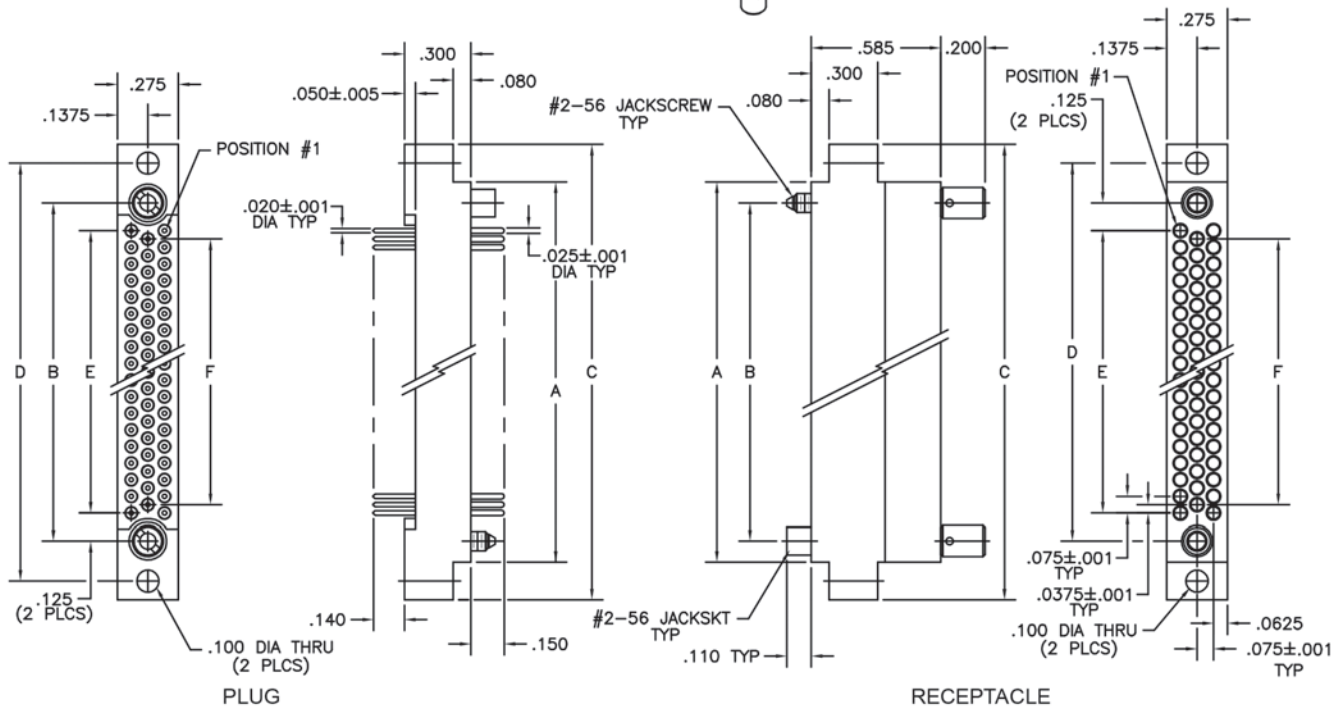 .275
.1375
POSITION #1
D
B
E
F
.125
(2 PLCS)
.100 DIA THRU
(2 PLCS)
PLUG
.300
.080
.050±.005
.020±.001
DIA TYP
.025±.001
DIA TYP
A
C
.140
.150
.585
.200
.300
.080
#2-56 JACKSCREW
TYP
A
B
C
#2-56 JACKSKT
TYP
.110 TYP
.275
.1375
POSITION #1
.125
(2 PLCS)
D
E
F
.075±.001
TYP
.0375±.001
TYP
.100 DIA THRU
(2 PLCS)
.0625
.075±.001
TYP
RECEPTACLE